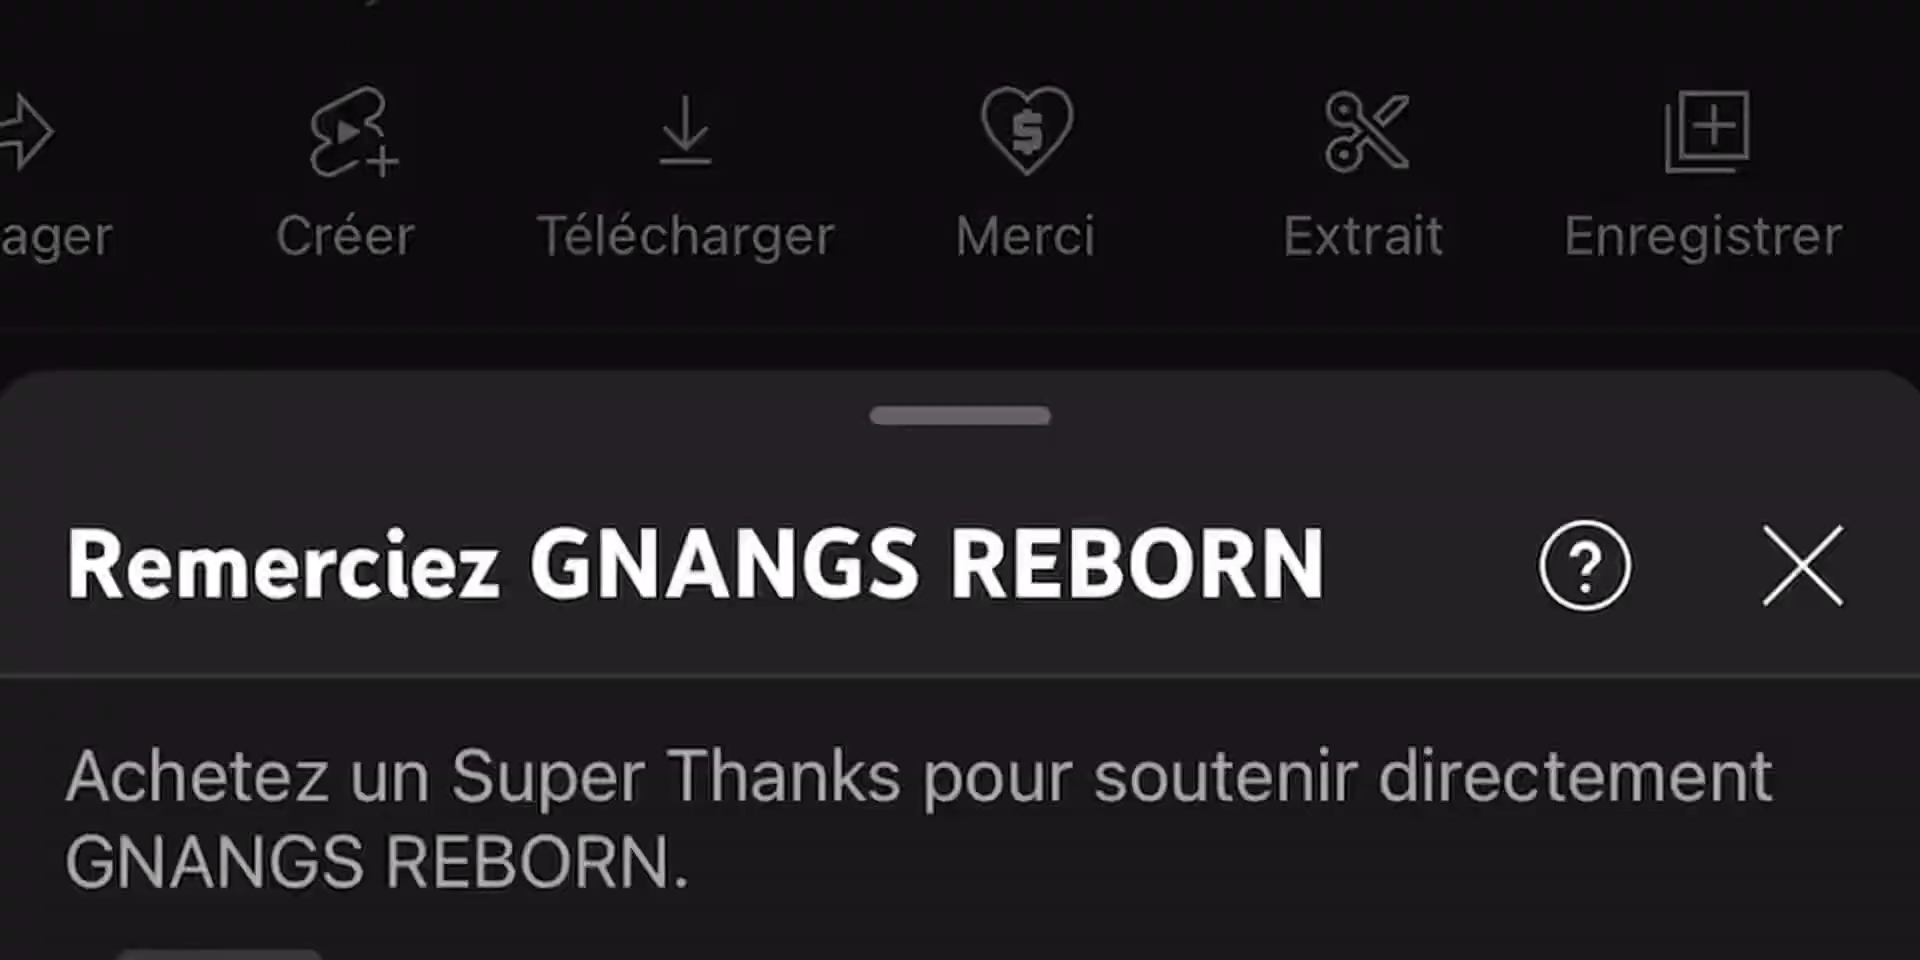 ager
Créer
Télécharger
Merci
Extrait
Enregistrer
Remerciez GNANGS REBORN
Achetez un Super Thanks pour soutenir directement
GNANGS REBORN.